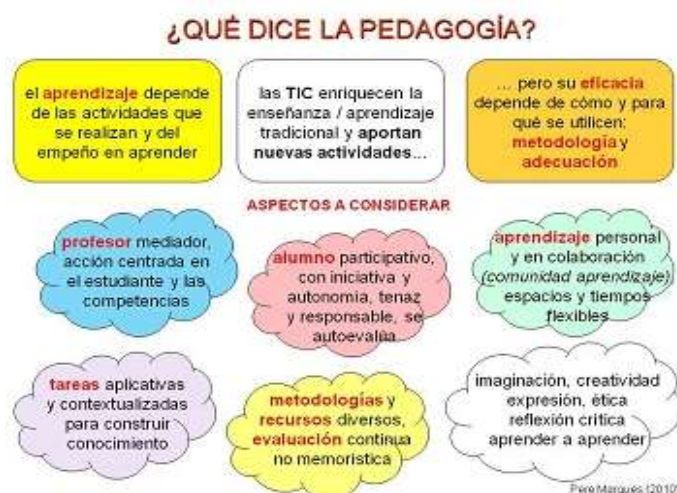 ¿QUÉ DICE LA PEDAGOGÍA?
el aprendizaje depende
de las actividades que
se realizan y del
empeño en aprender
las TIC enriquecen la
enseñanza / aprendizaje
tradicional y aportan
nuevas actividades...
... pero su eficacia
depende de cómo y para
qué se utilicen:
metodología y
adecuación
ASPECTOS A CONSIDERAR
profesor mediador,
acción centrada en
el estudiante y las
competencias
alumno participativo,
con iniciativa y
autonomía, tenaz
y responsable, se
autoevalúa
aprendizaje personal
y en colaboración
(comunidad aprendizaje)
espacios y tiempos
flexibles
tareas aplicativas
y contextualizadas
para construir
conocimiento
metodologías y
recursos diversos,
evaluación continua
no memorística
imaginación, creatividad
expresión, ética
reflexión crítica
aprender a aprender
Pere Marquès (2010)